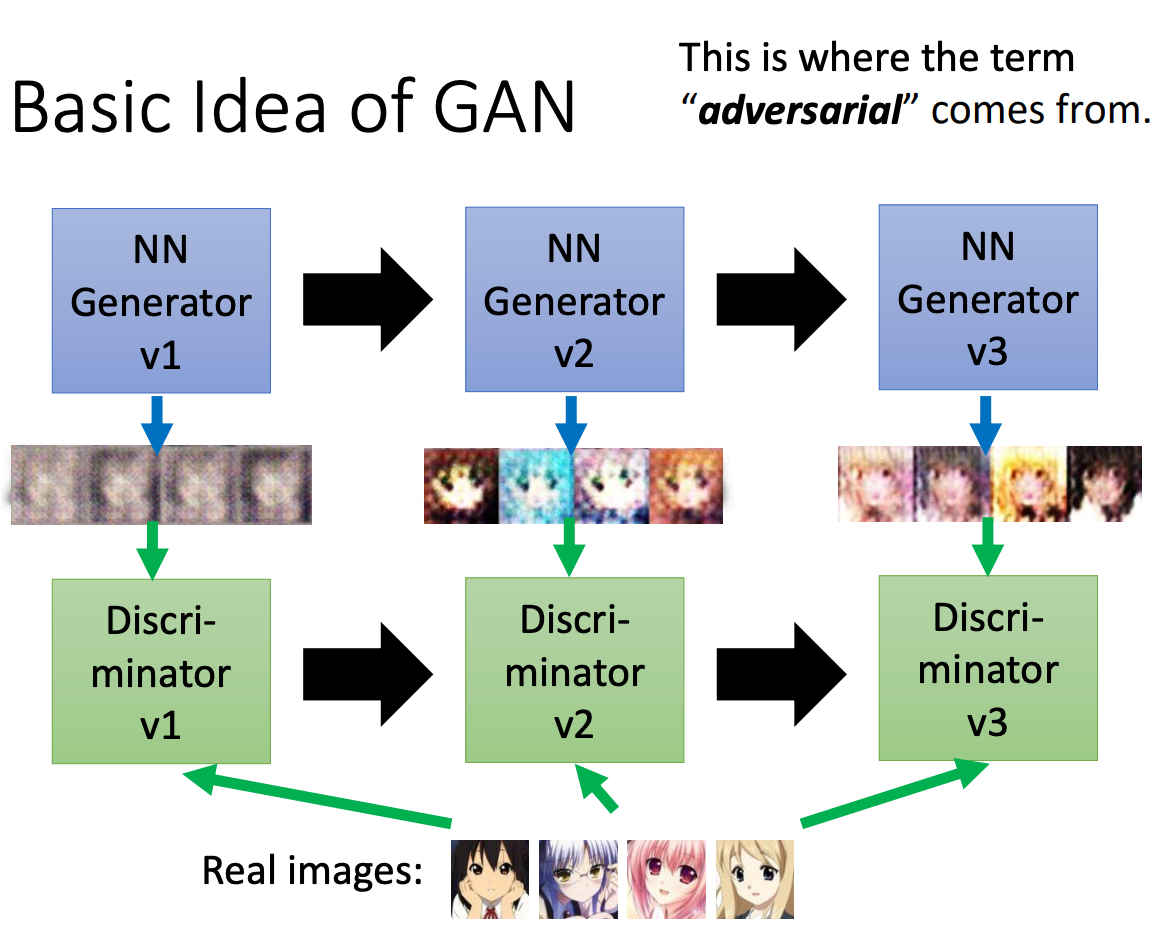 Basic Idea of GAN
This is where the term
“adversarial” comes from.
NN
Generator
v1
NN
Generator
v2
NN
Generator
v3
Discri-
minator
v1
Discri-
minator
v2
Discri-
minator
v3
Real images: